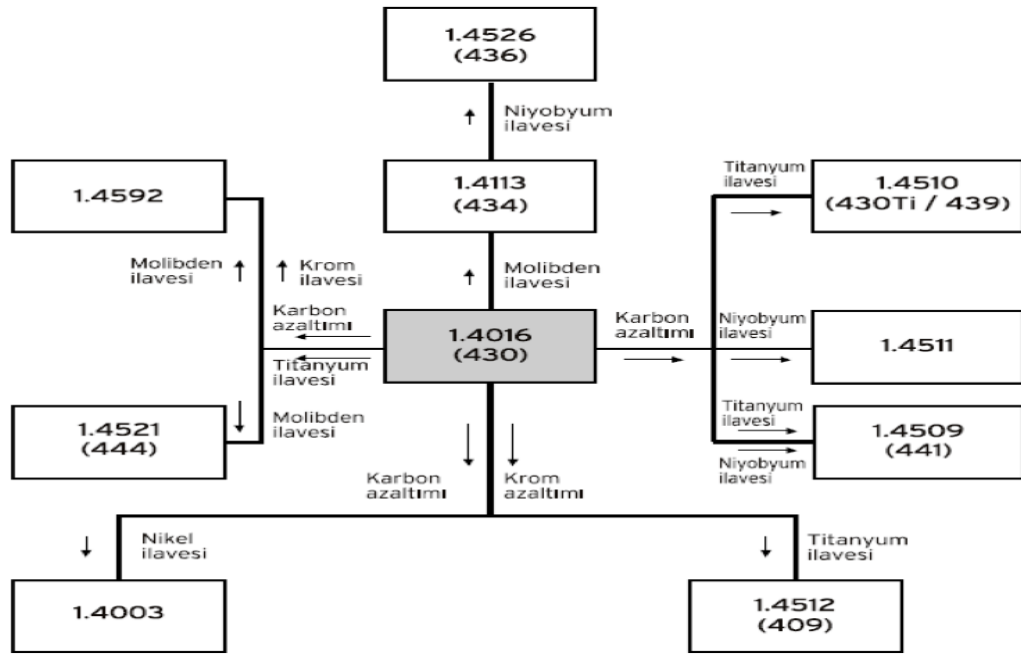 1.4526
(436)
Niyobyum
ilavesi
1.4592
1.4113
(434)
Titanyum
ilavesi
1.4510
(430Ti / 439)
Molibden
ilavesi
Krom
ilavesi
Molibden
ilavesi
Karbon
azaltımı
Titanyum
ilavesi
1.4016
(430)
Karbon
azaltımı
Niyobyum
ilavesi
1.4511
1.4521
(444)
Molibden
ilavesi
Titanyum
ilavesi
Niyobyum
ilavesi
1.4509
(441)
Karbon
azaltımı
Krom
azaltımı
Nikel
ilavesi
Titanyum
ilavesi
1.4003
1.4512
(409)